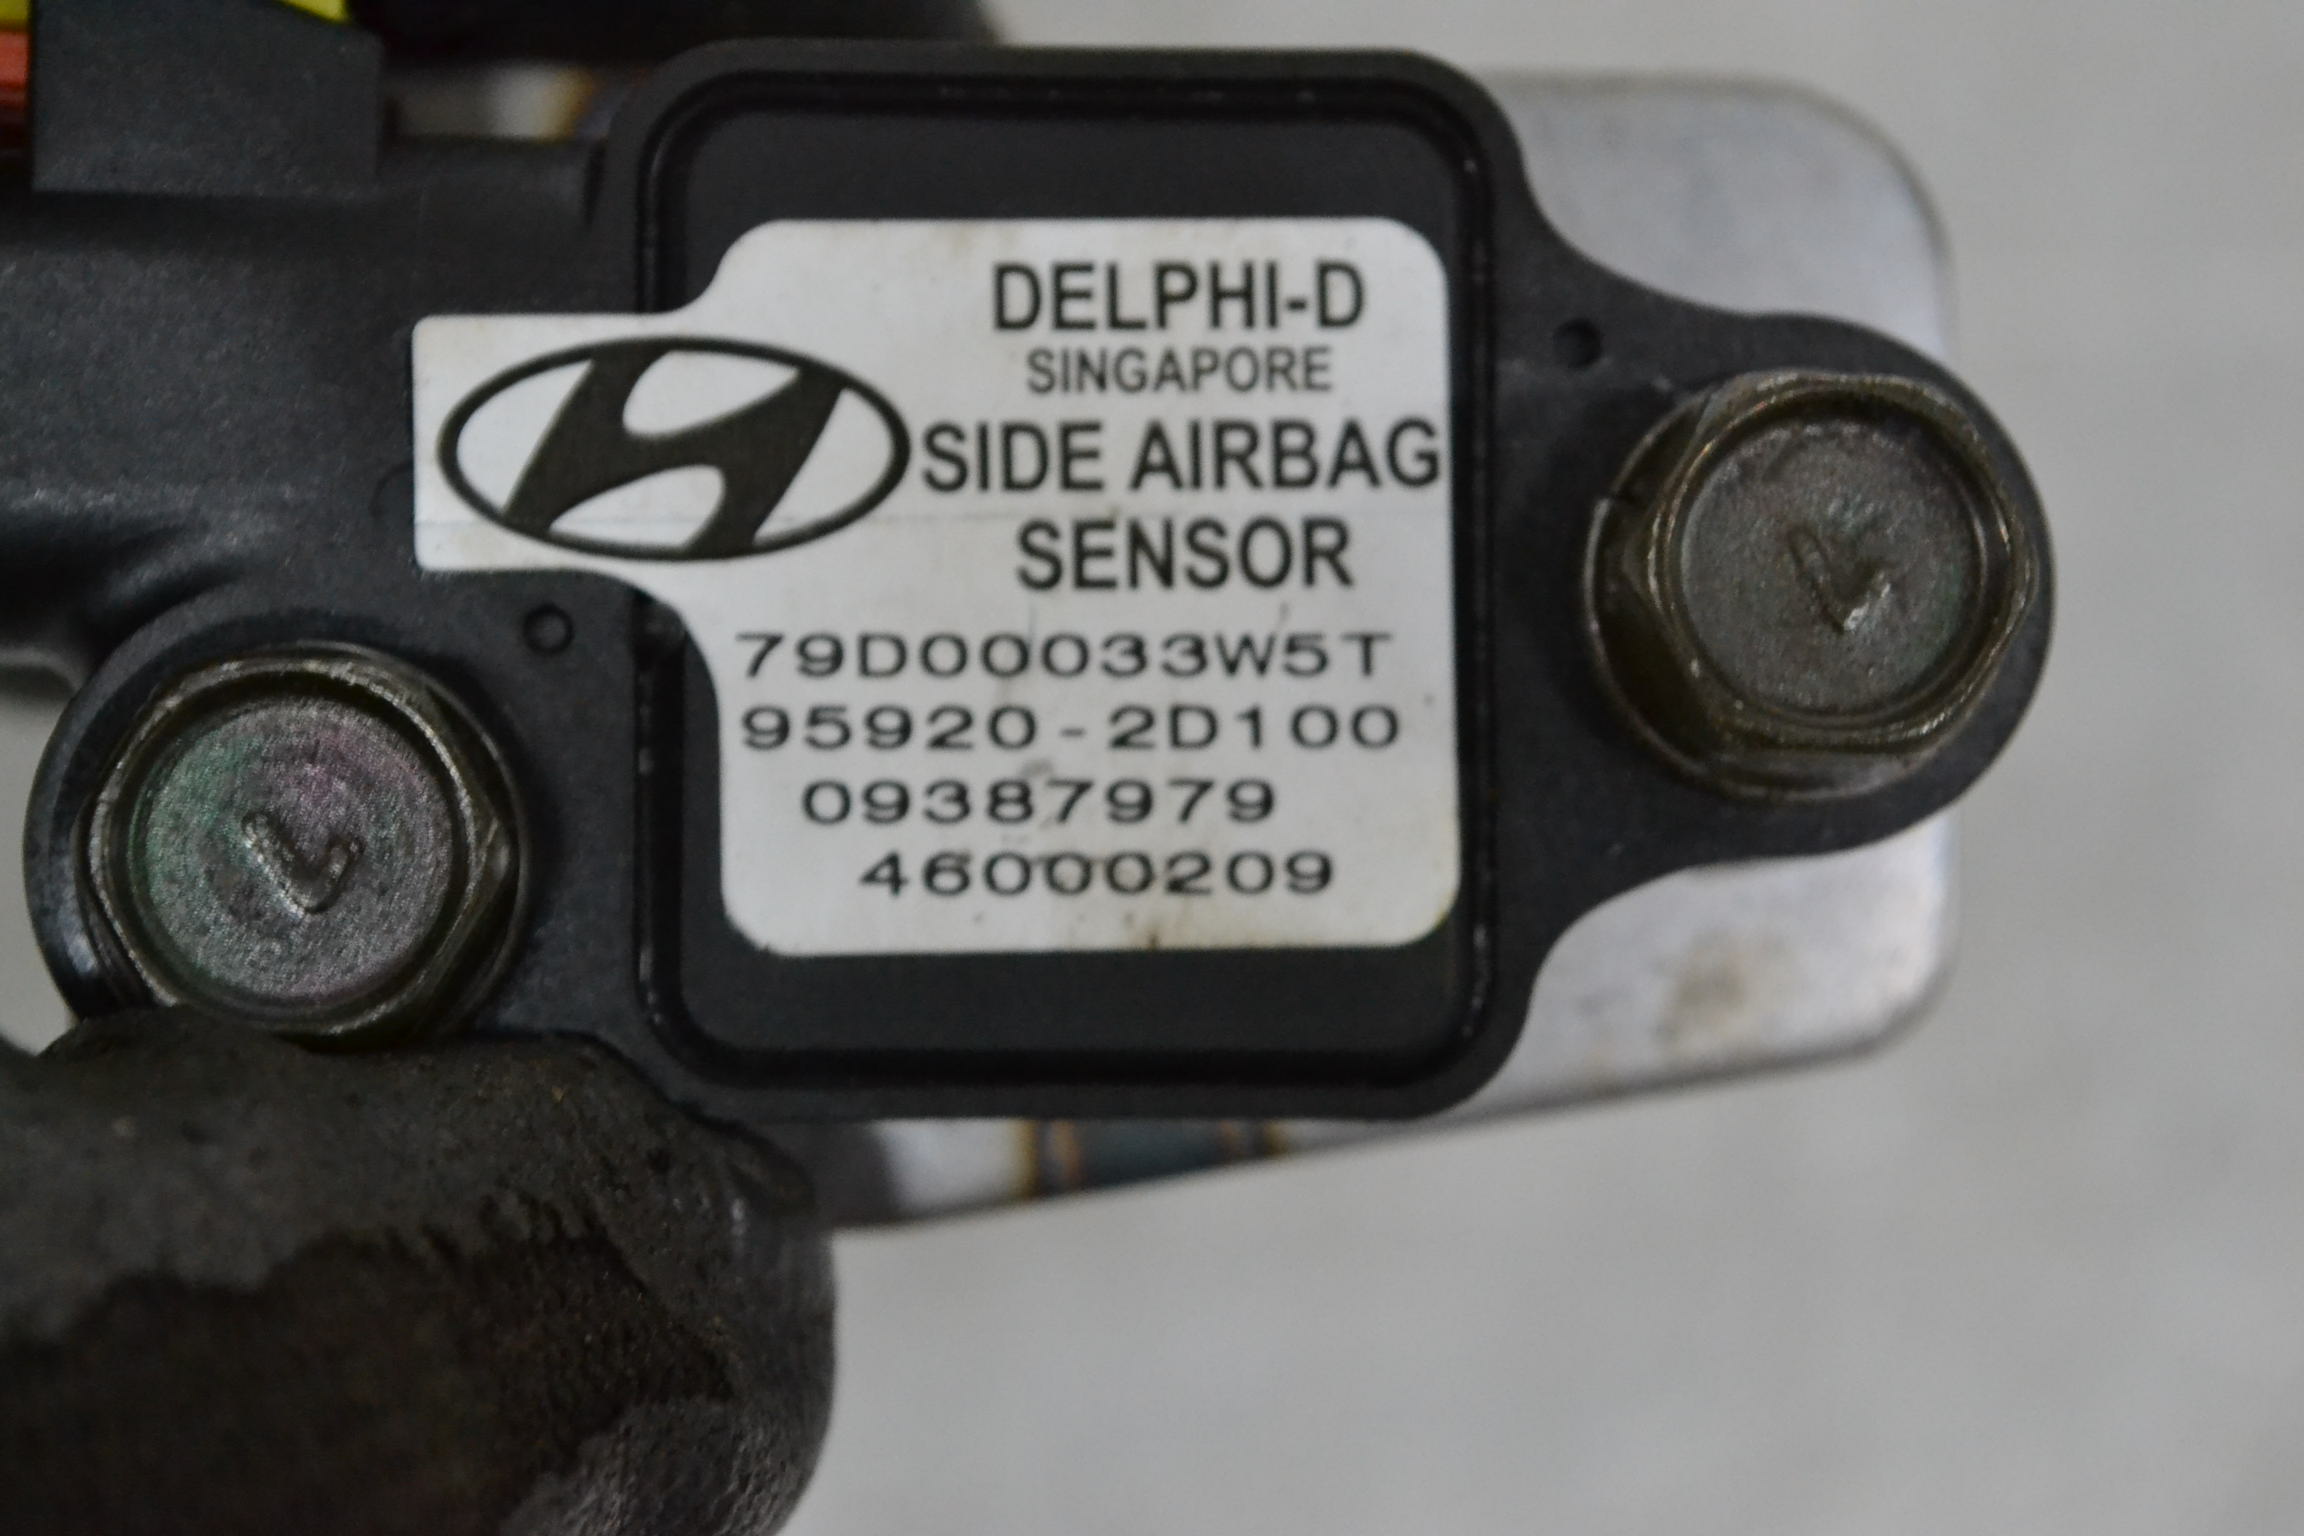 DELPHI-D
SINGAPORE
SIDE AIRBAG
SENSOR
79D00033W5T
95920-2D100
09387979
46000209